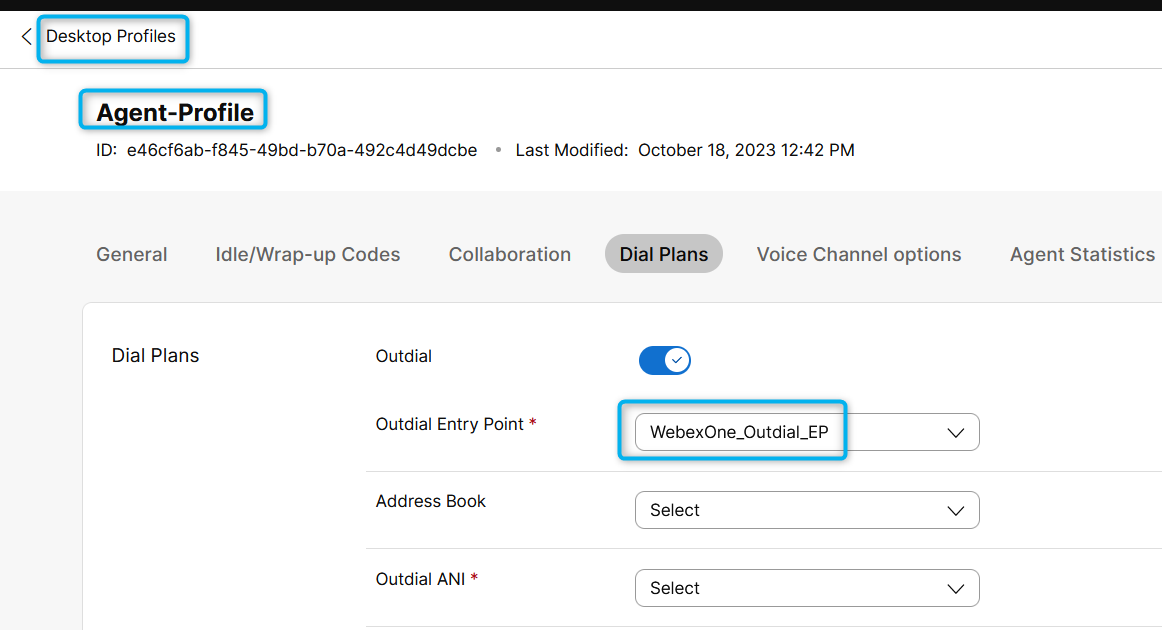 Desktop Profiles
Agent-Profile
ID: e46cf6ab-f845-49bd-b70a-492c4d49dcbe • Last Modified: October 18, 2023 12:42 PM
General Idle/Wrap-up Codes Collaboration Dial Plans Voice Channel options Agent Statistics
Dial Plans Outdial
Outdial Entry Point * WebexOne_Outdial_EP
Address Book Select
Outdial ANI * Select